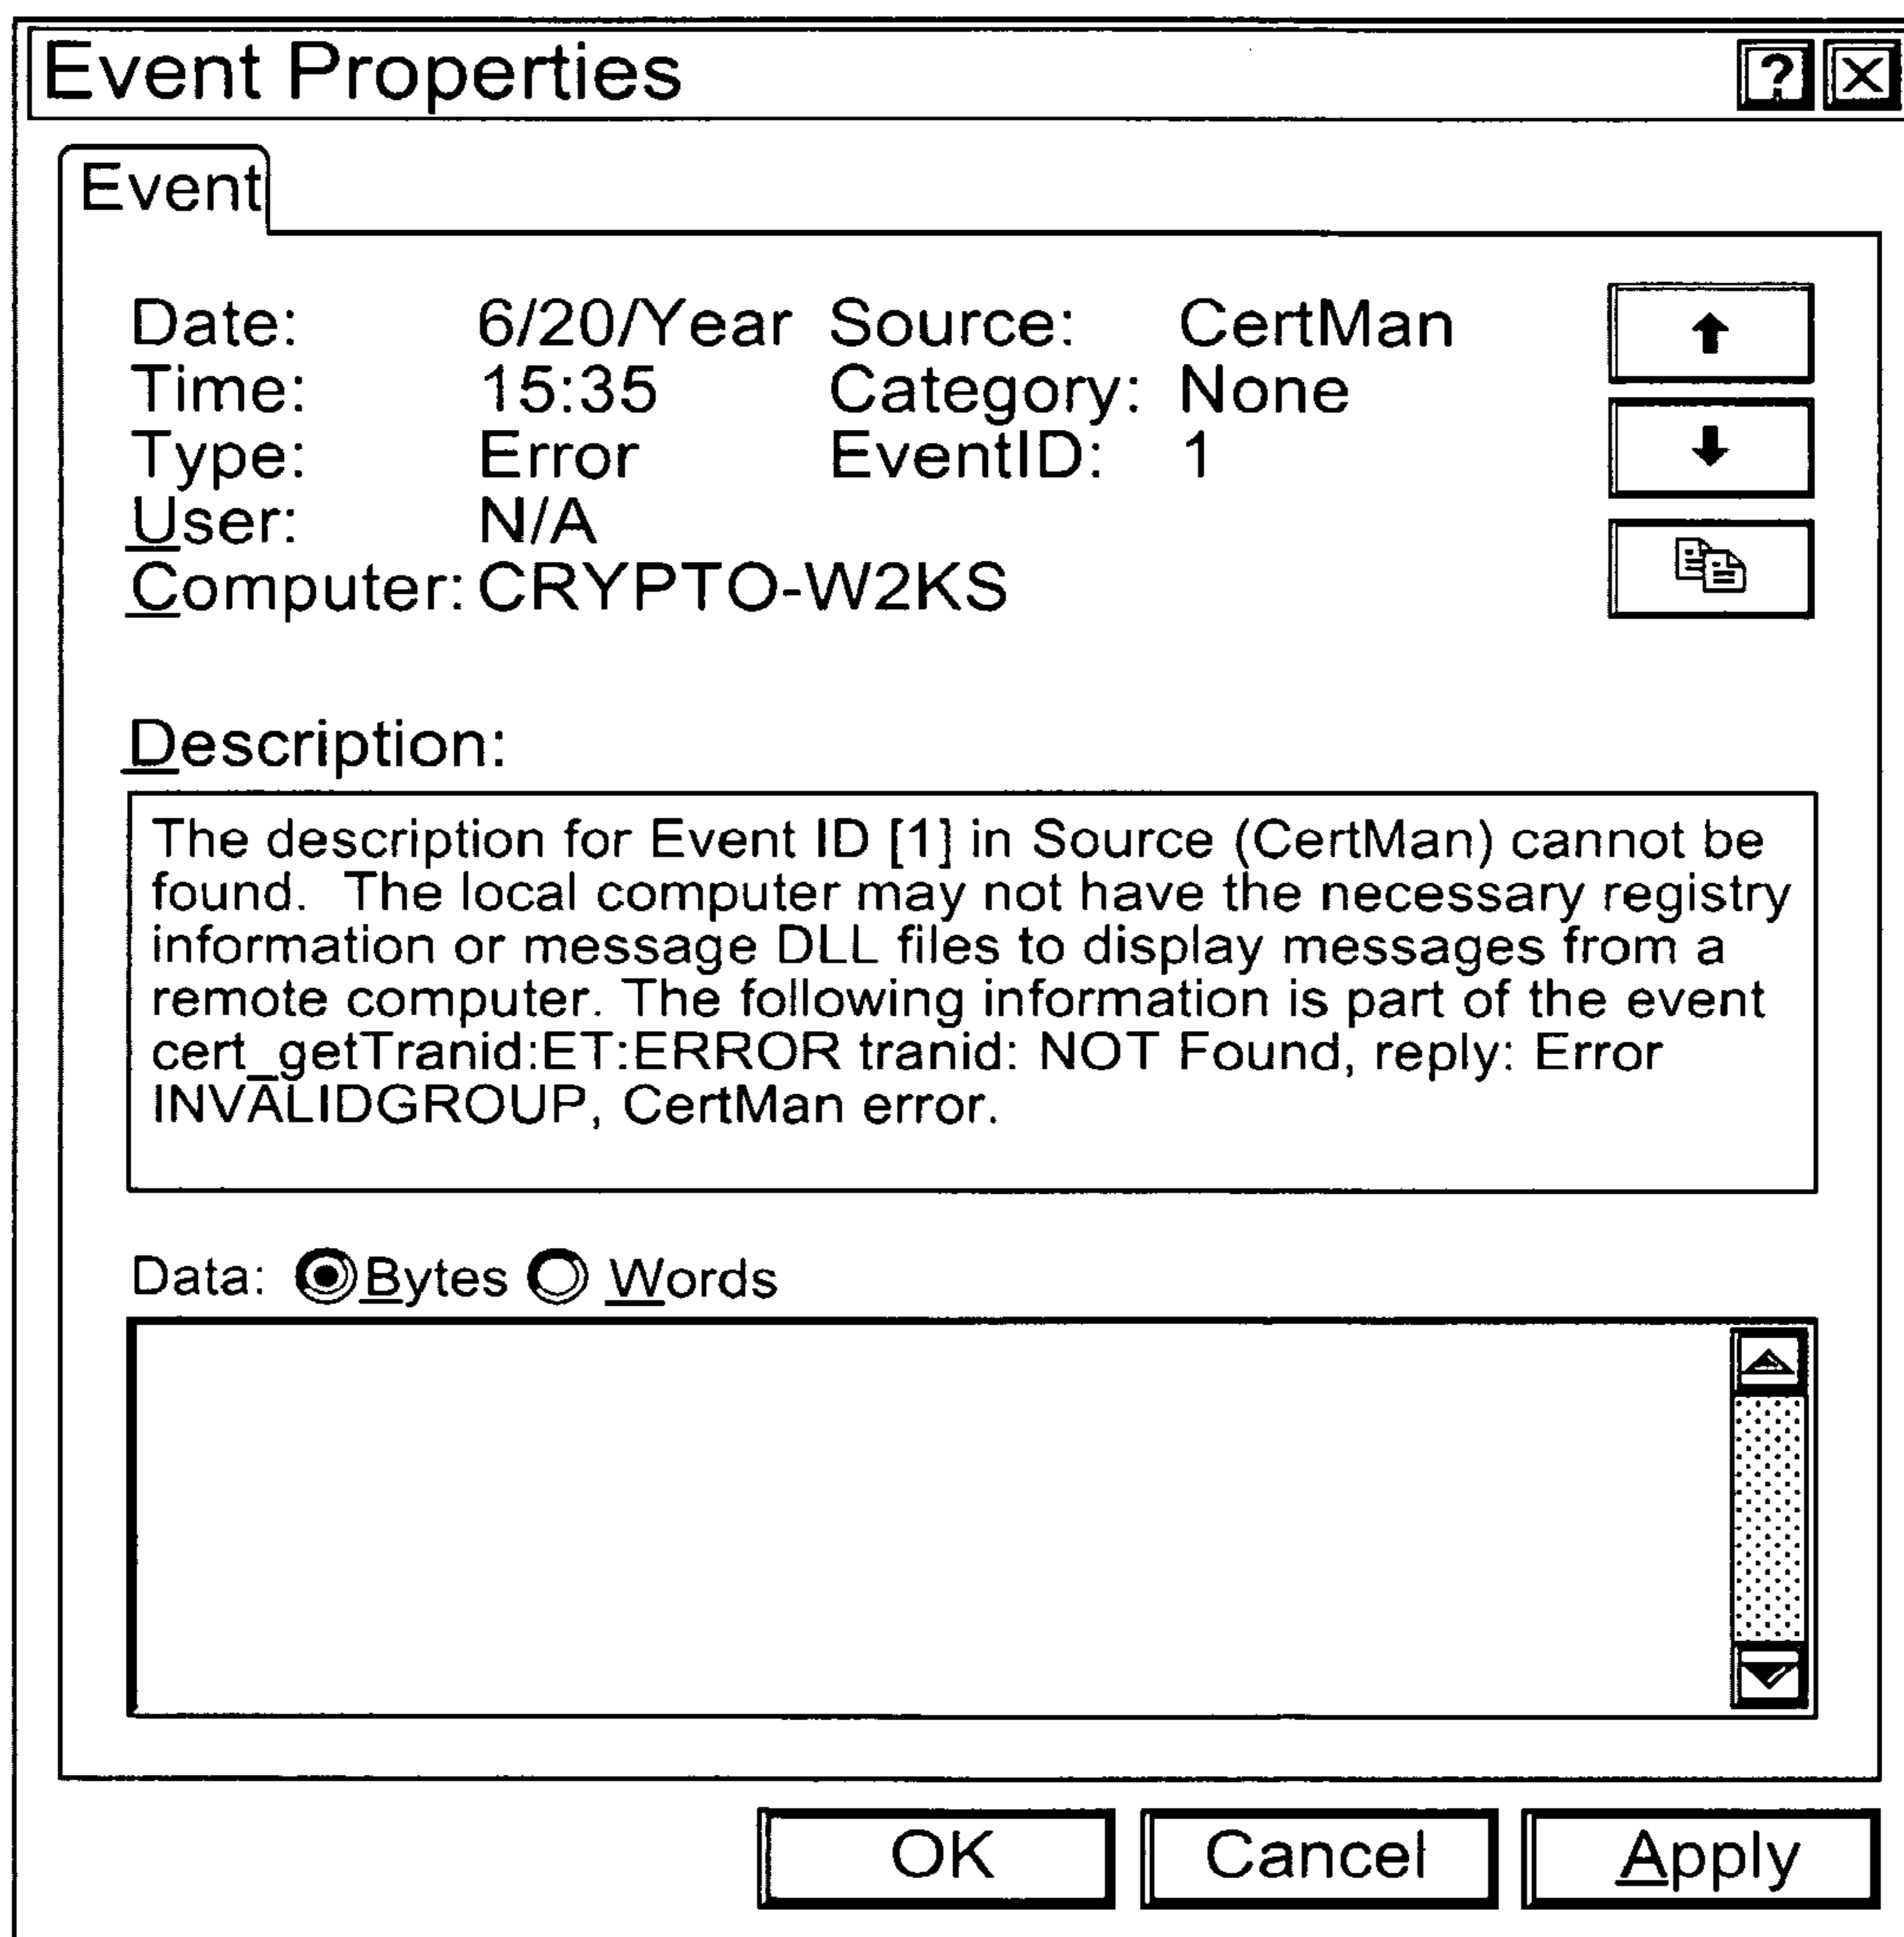 Event Properties ? X
Event
Date: 6/20/Year Source: CertMan
Time: 15:35 Category: None
Type: Error EventID: 1
User: N/A
Computer: CRYPTO-W2KS
Description:
The description for Event ID [1] in Source (CertMan) cannot be
found. The local computer may not have the necessary registry
information or message DLL files to display messages from a
remote computer. The following information is part of the event
cert_getTranid:ET:ERROR tranid: NOT Found, reply: Error
INVALIDGROUP, CertMan error.
Data: Bytes Words
OK Cancel Apply